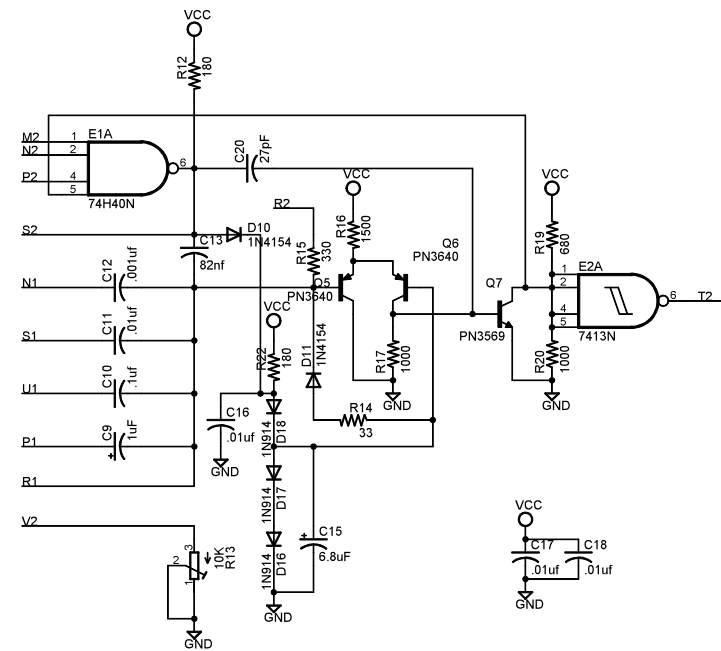 VCC
R12
180
M2
N2
P2
1
2
4
5
E1A
6
74H40N
C20
27pF
S2
C13
82nf
D10
1N4154
R2
R15
330
VCC
R16
1500
Q5
PN3640
Q6
PN3640
Q7
PN3569
VCC
R19
680
E2A
1
2
4
5
6
T2
7413N
R20
1000
GND
N1
C12
.001uf
S1
C11
.01uf
U1
C10
.1uf
P1
C9
1uF
+
R1
V2
VCC
R22
180
D11
1N4154
R17
1000
GND
R14
33
C16
.01uf
GND
1N914
D18
1N914
D17
1N914
D16
+
C15
6.8uF
GND
3
2
1
10K
R13
GND
VCC
C17
.01uf
C18
.01uf
GND